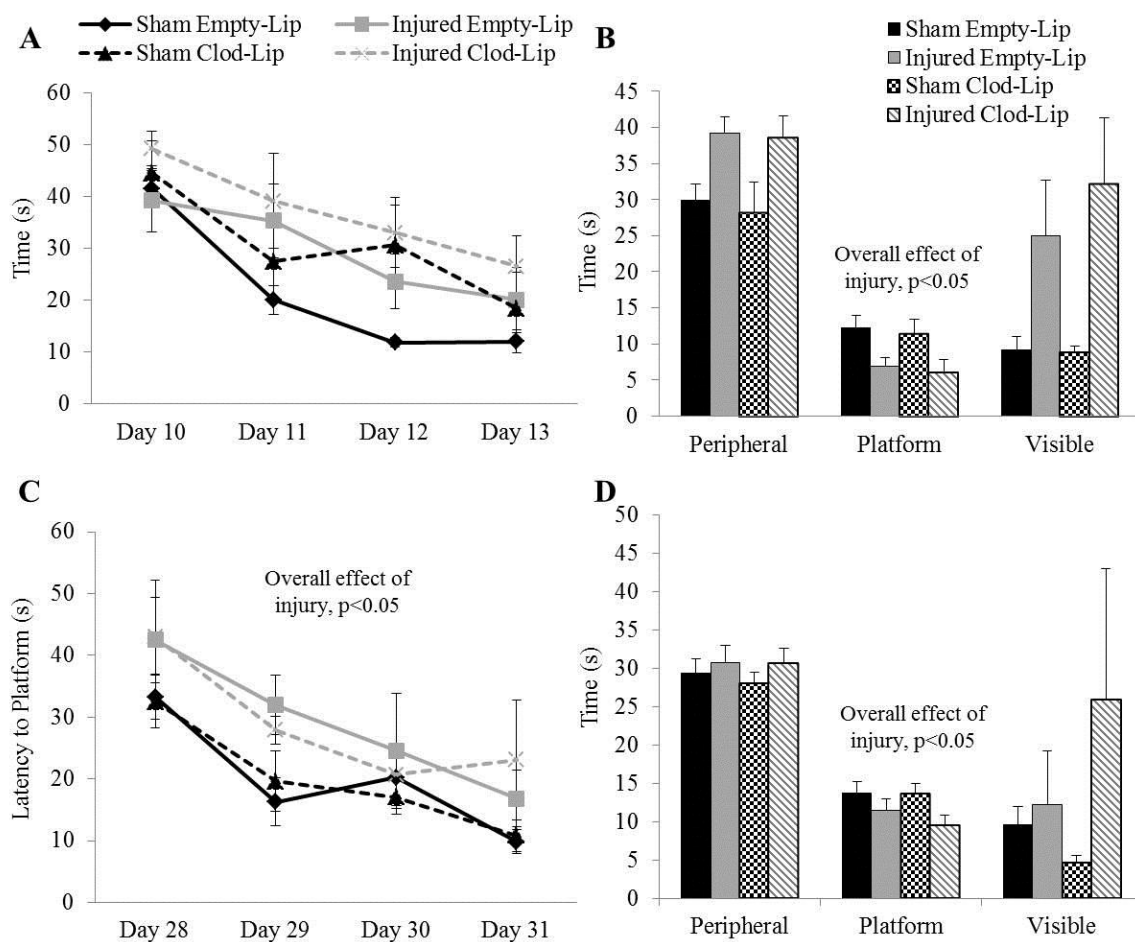 A
Sham Empty-Lip
Injured Empty-Lip
Sham Clod-Lip
Injured Clod-Lip
60
50
40
30
20
10
0
Time (s)
Day 10
Day 11
Day 12
Day 13
B
Sham Empty-Lip
Injured Empty-Lip
Sham Clod-Lip
Injured Clod-Lip
45
40
35
30
25
20
15
10
5
0
Time (s)
Overall effect of
injury, p<0.05
Peripheral
Platform
Visible
C
60
50
40
30
20
10
0
Latency to Platform (s)
Overall effect of
injury, p<0.05
Day 28
Day 29
Day 30
Day 31
D
50
45
40
35
30
25
20
15
10
5
0
Time (s)
Overall effect of
injury, p<0.05
Peripheral
Platform
Visible